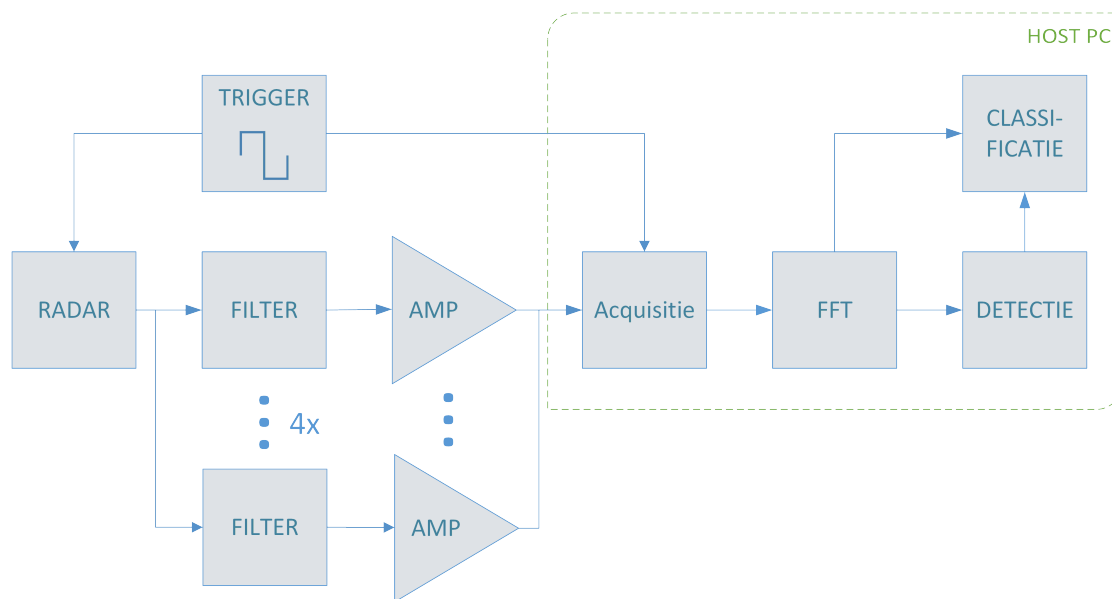 HOST PC
TRIGGER
CLASSI-
FICATIE
RADAR
FILTER
AMP
Acquisitie
FFT
DETECTIE
4x
FILTER
AMP